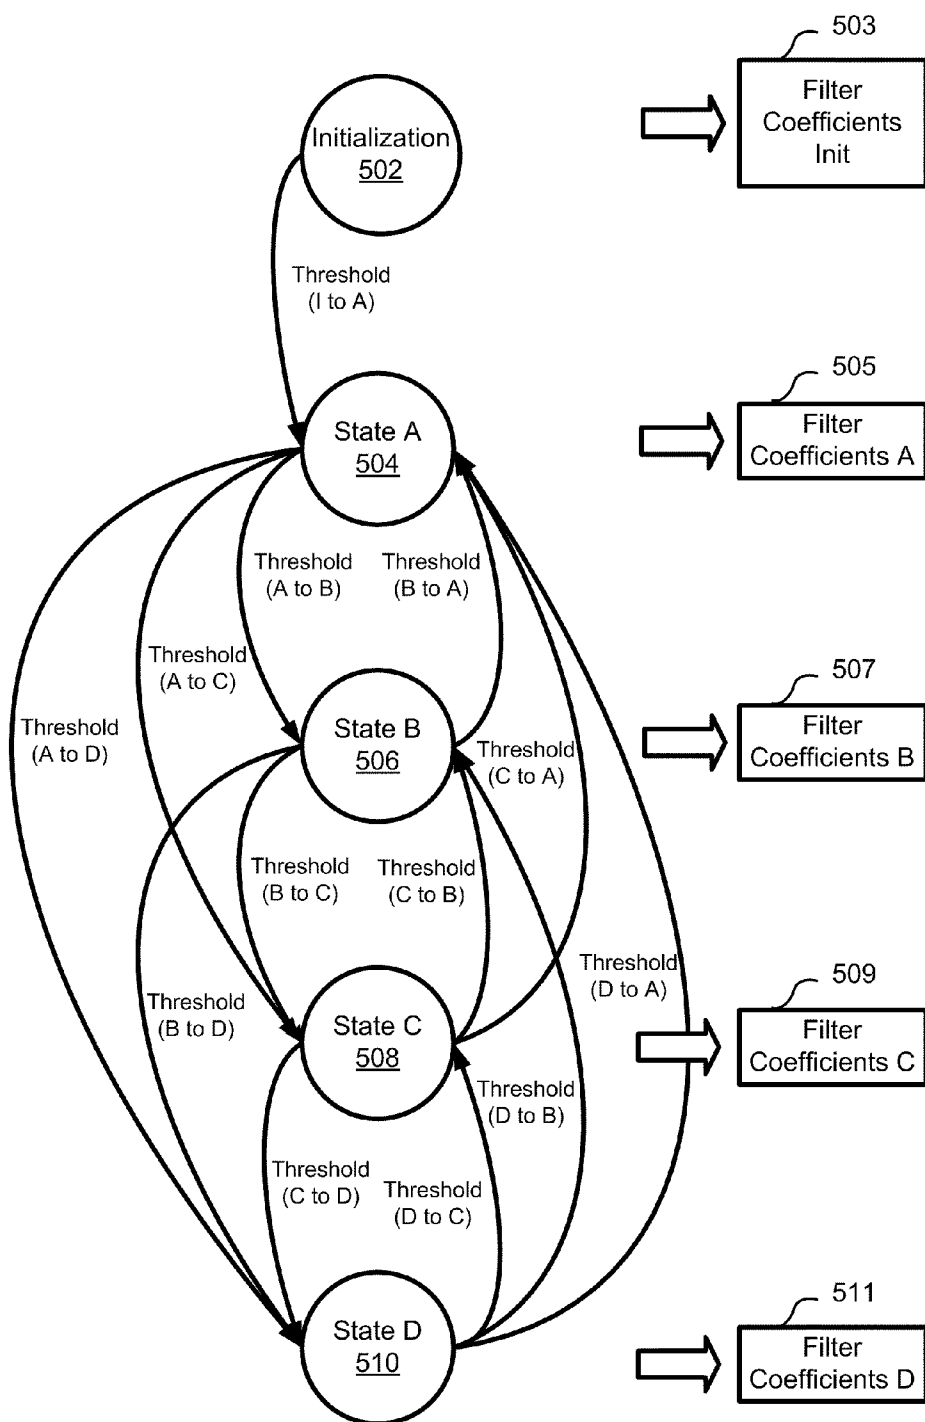 503
Filter
Coefficients
Init
Initialization
502
Threshold
(I to A)
505
Filter
Coefficients A
State A
504
Threshold
(A to B)
Threshold
(B to A)
Threshold
(A to C)
507
Filter
Coefficients B
Threshold
(A to D)
State B
506
Threshold
(C to A)
Threshold
(B to C)
Threshold
(C to B)
Threshold
(D to A)
509
Filter
Coefficients C
Threshold
(B to D)
State C
508
Threshold
(D to B)
Threshold
(C to D)
Threshold
(D to C)
511
Filter
Coefficients D
State D
510